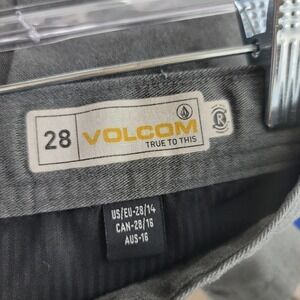 28 VOLCOM ®
TRUE TO THIS
US/EU-28/14
CAN-28/16
AUS-16